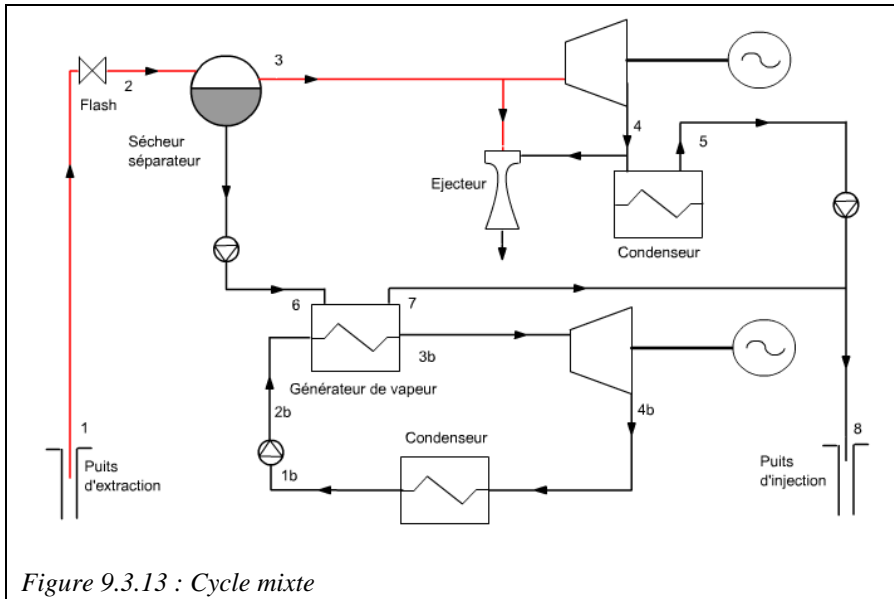 3
2
Flash
Sécheur
séparateur
4
5
Ejecteur
Condenseur
6
7
3b
Générateur de vapeur
2b
4b
1
Condenseur
8
Puits
d'extraction
1b
Puits
d'injection
Figure 9.3.13 : Cycle mixte